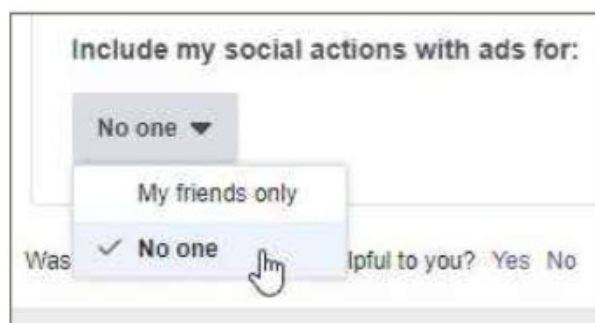 Include my social actions with ads for:
No one
My friends only
No one
Was lpful to you? Yes No